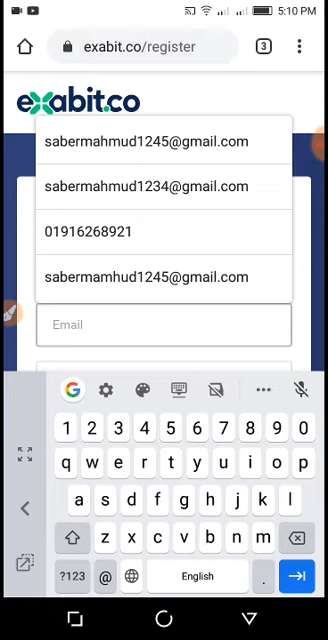 5:10 PM
exabit.co/register
3
exabit.co
sabermahmud1245@gmail.com
sabermahmud1234@gmail.com
01916268921
sabermamhud1245@gmail.com
Email
G
1 2 3 4 5 6 7 8 9 0
q w e r t y u i o p
a s d f g h j k l
z x c v b n m
?123 @ English .